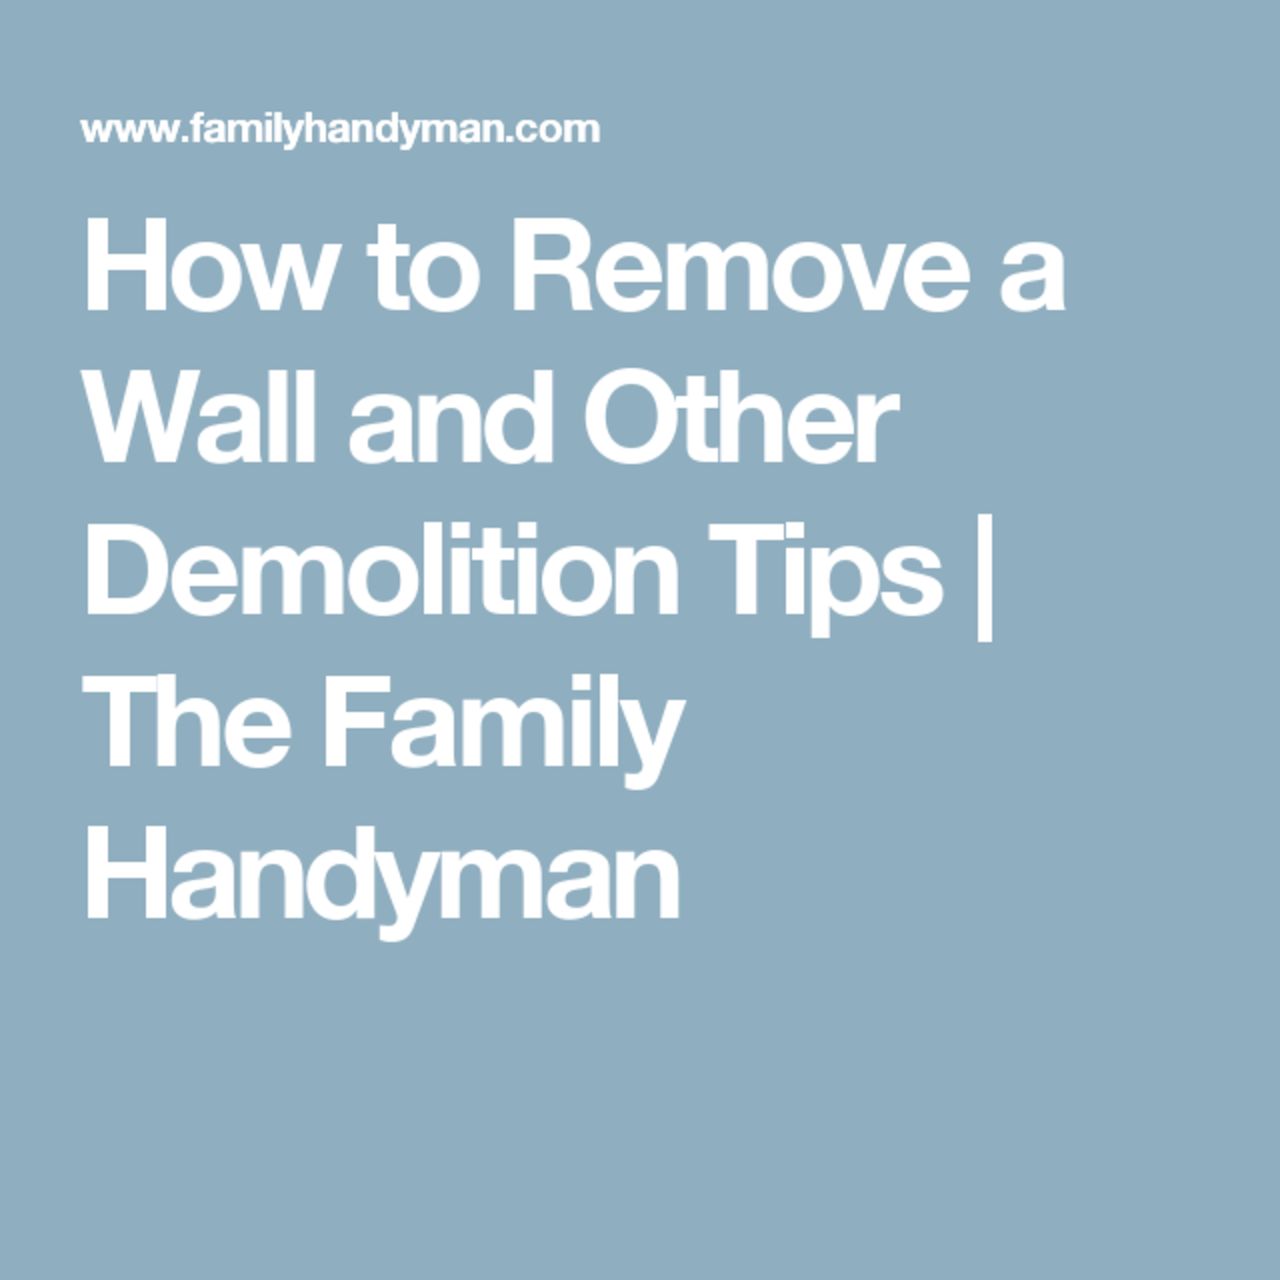 www.familyhandyman.com
How to Remove a
Wall and Other
Demolition Tips |
The Family
Handyman